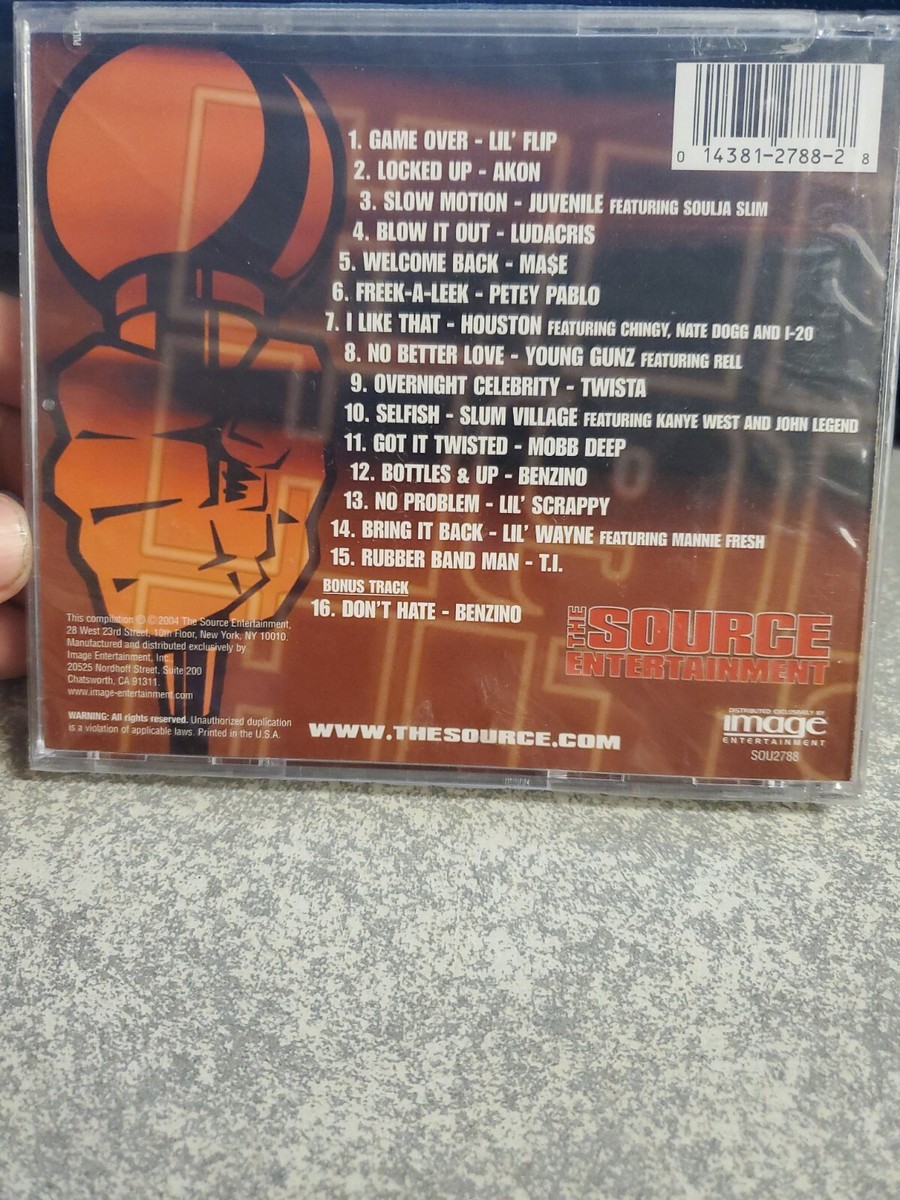 0 14381-2788-2 8
1. GAME OVER - LIL' FLIP
2. LOCKED UP - AKON
3. SLOW MOTION - JUVENILE FEATURING SOULJA SLIM
4. BLOW IT OUT - LUDACRIS
5. WELCOME BACK - MA$E
6. FREEK-A-LEEK - PETEY PABLO
7. I LIKE THAT - HOUSTON FEATURING CHINGY, NATE DOGG AND I-20
8. NO BETTER LOVE - YOUNG GUNZ FEATURING RELL
9. OVERNIGHT CELEBRITY - TWISTA
10. SELFISH - SLUM VILLAGE FEATURING KANYE WEST AND JOHN LEGEND
11. GOT IT TWISTED - MOBB DEEP
12. BOTTLES & UP - BENZINO
13. NO PROBLEM - LIL' SCRAPPY
14. BRING IT BACK - LIL' WAYNE FEATURING MANNIE FRESH
15. RUBBER BAND MAN - T.I.
BONUS TRACK
16. DON'T HATE - BENZINO
This compilation ℗ © 2004 The Source Entertainment,
28 West 23rd Street, 10th Floor, New York, NY 10010.
Manufactured and distributed exclusively by
Image Entertainment, Inc.
20525 Nordhoff Street, Suite 200
Chatsworth, CA 91311.
www.image-entertainment.com
WARNING: All rights reserved. Unauthorized duplication
is a violation of applicable laws. Printed in the U.S.A.
WWW.THESOURCE.COM
THE SOURCE
ENTERTAINMENT
DISTRIBUTED EXCLUSIVELY BY
image
ENTERTAINMENT
SOU2788